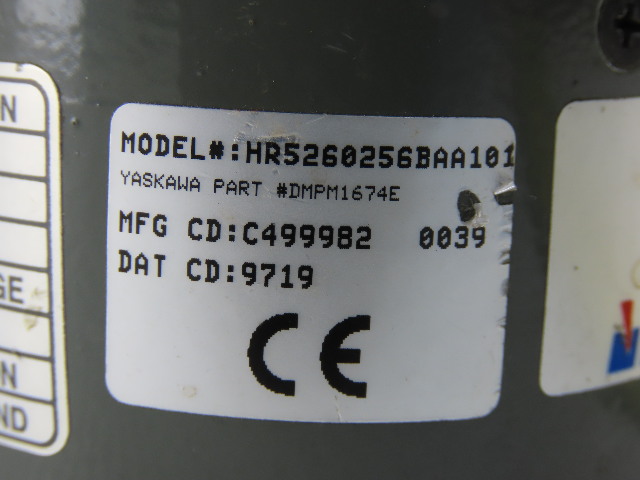 MODEL#:HR5260256BAA101
YASKAWA PART #DMPM1674E
MFG CD:C499982 0039
DAT CD:9719
CE
N
GE
N
ND